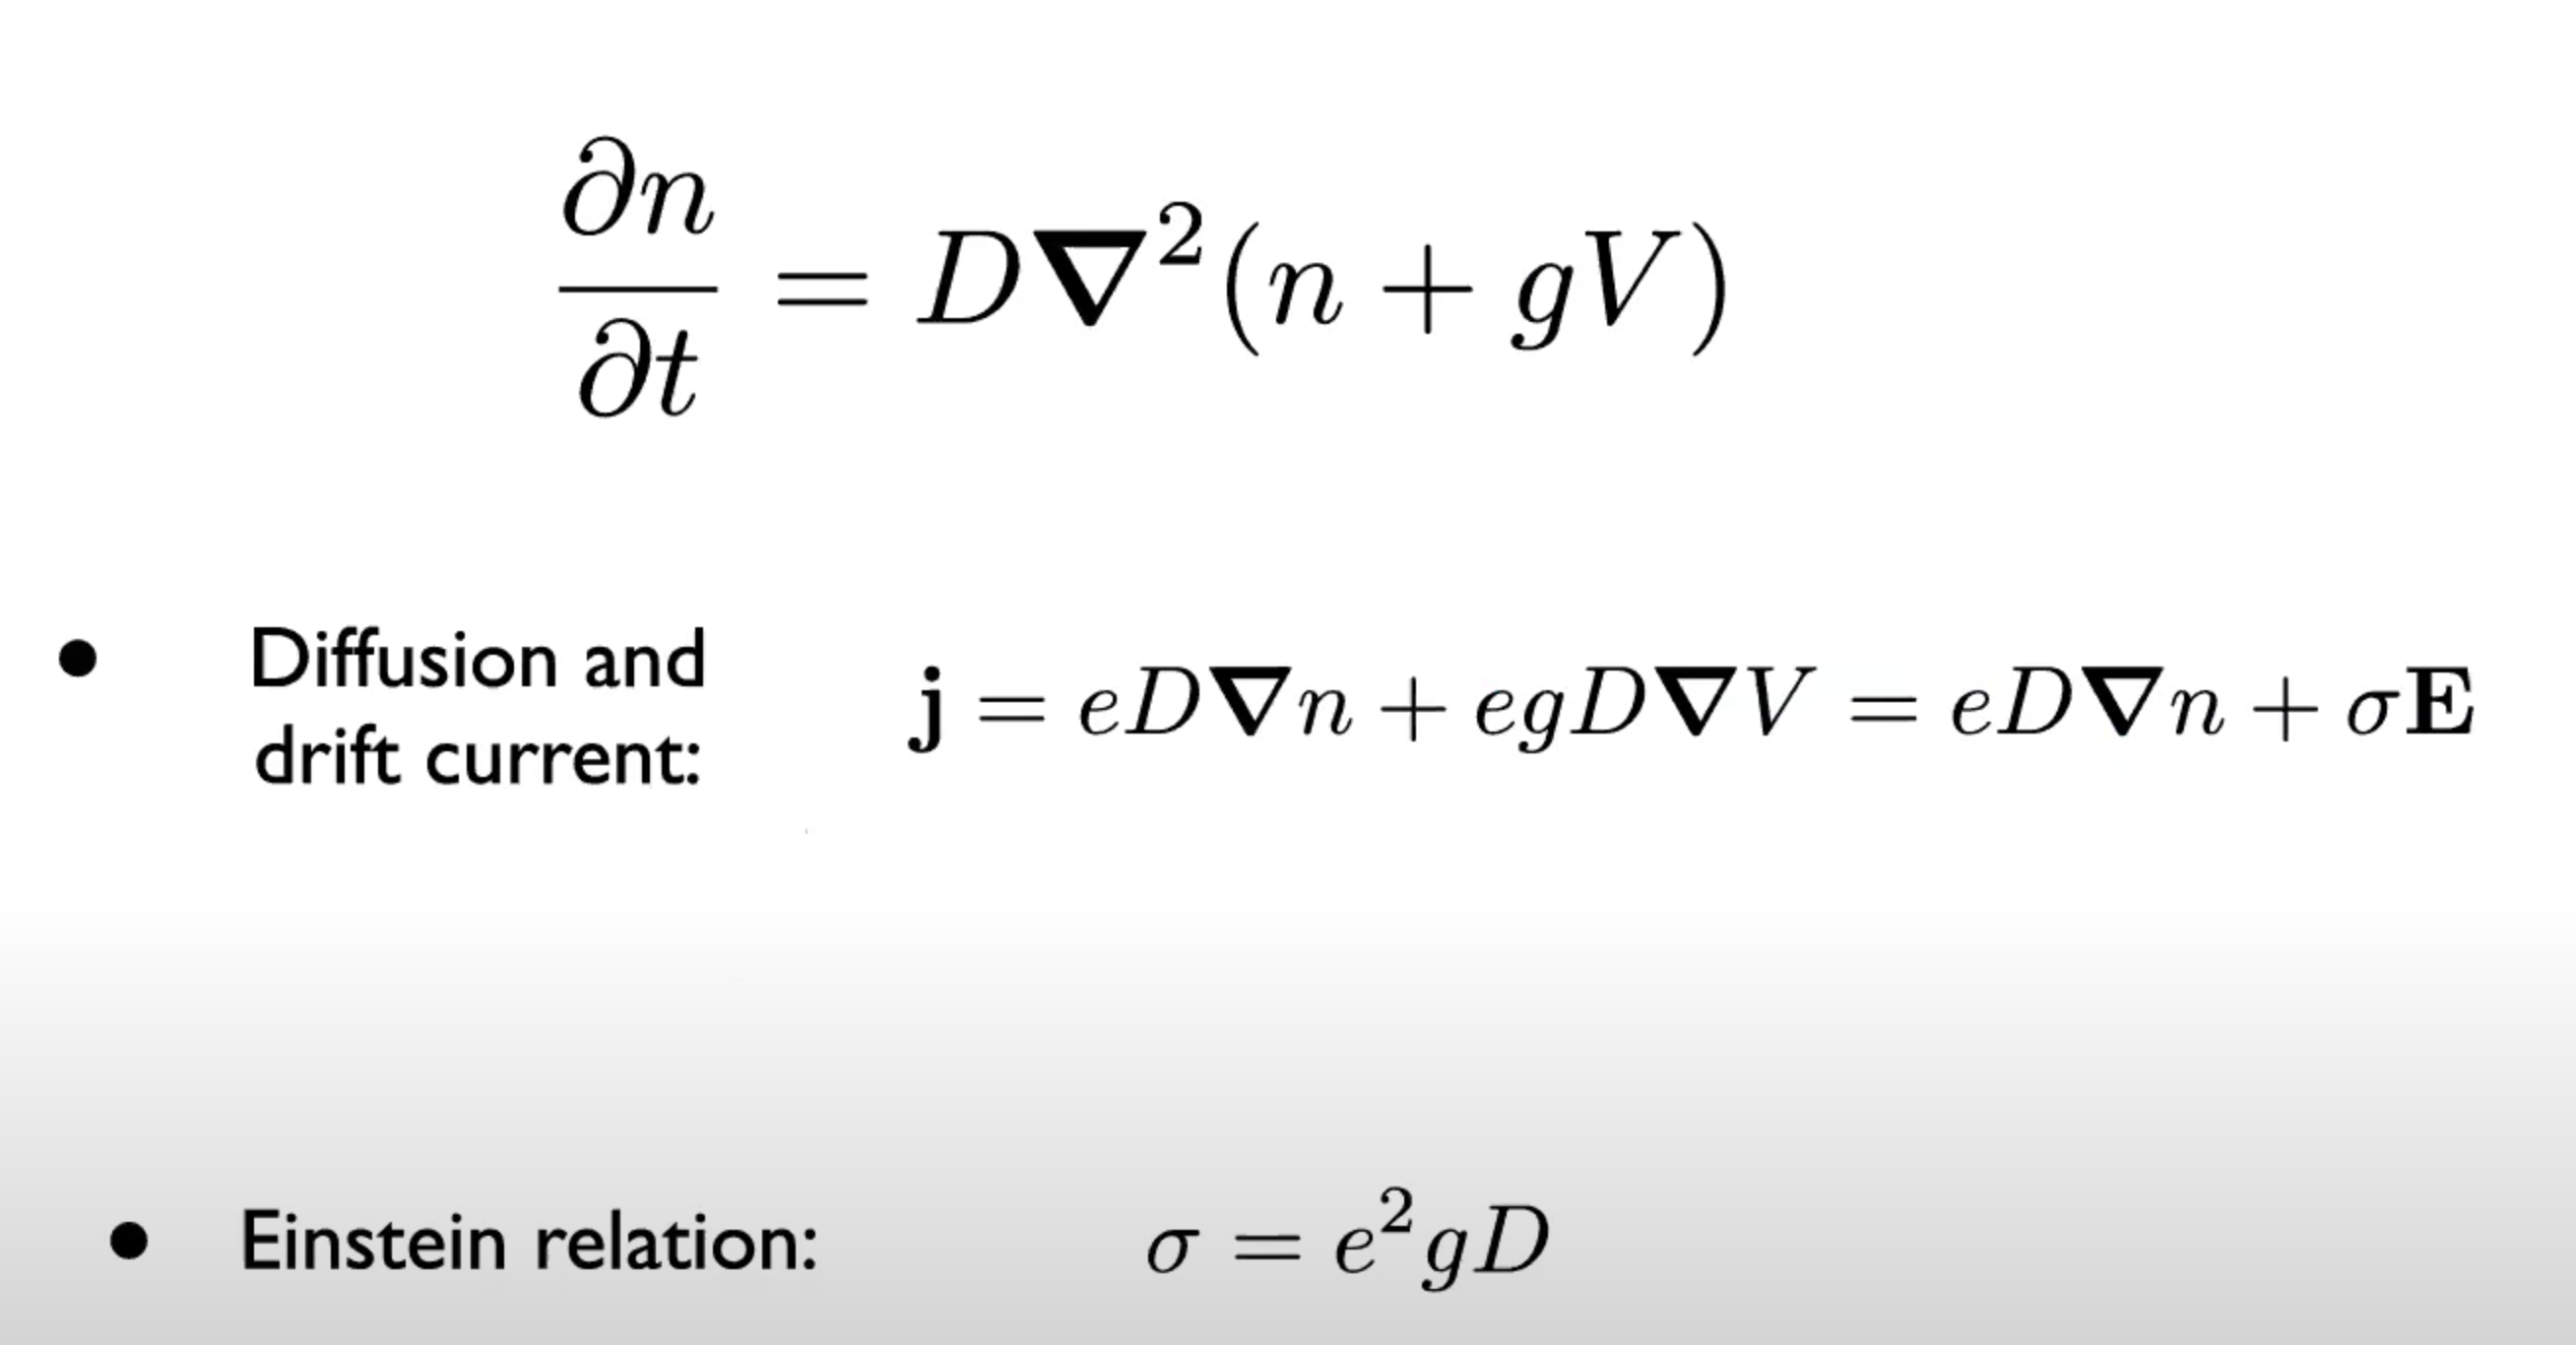 ∂n/∂t = D∇²(n + gV)
• Diffusion and
drift current: j = eD∇n + egD∇V = eD∇n + σE
• Einstein relation: σ = e²gD